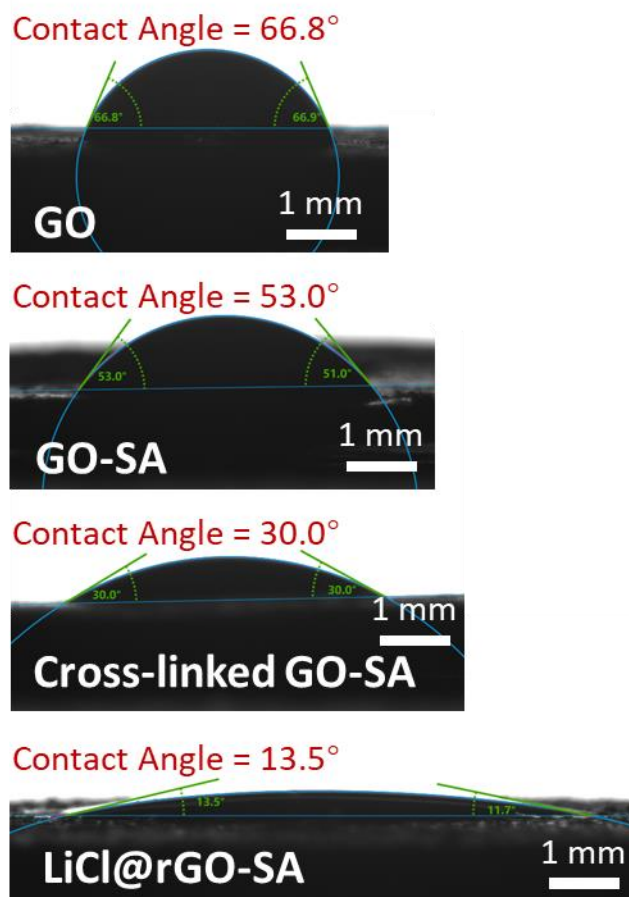 Contact Angle = 66.8°
66.8°
66.9°
GO
1 mm
Contact Angle = 53.0°
53.0°
51.0°
GO-SA
1 mm
Contact Angle = 30.0°
30.0°
30.0°
1 mm
Cross-linked GO-SA
Contact Angle = 13.5°
13.5°
11.7°
1 mm
LiCl@rGO-SA